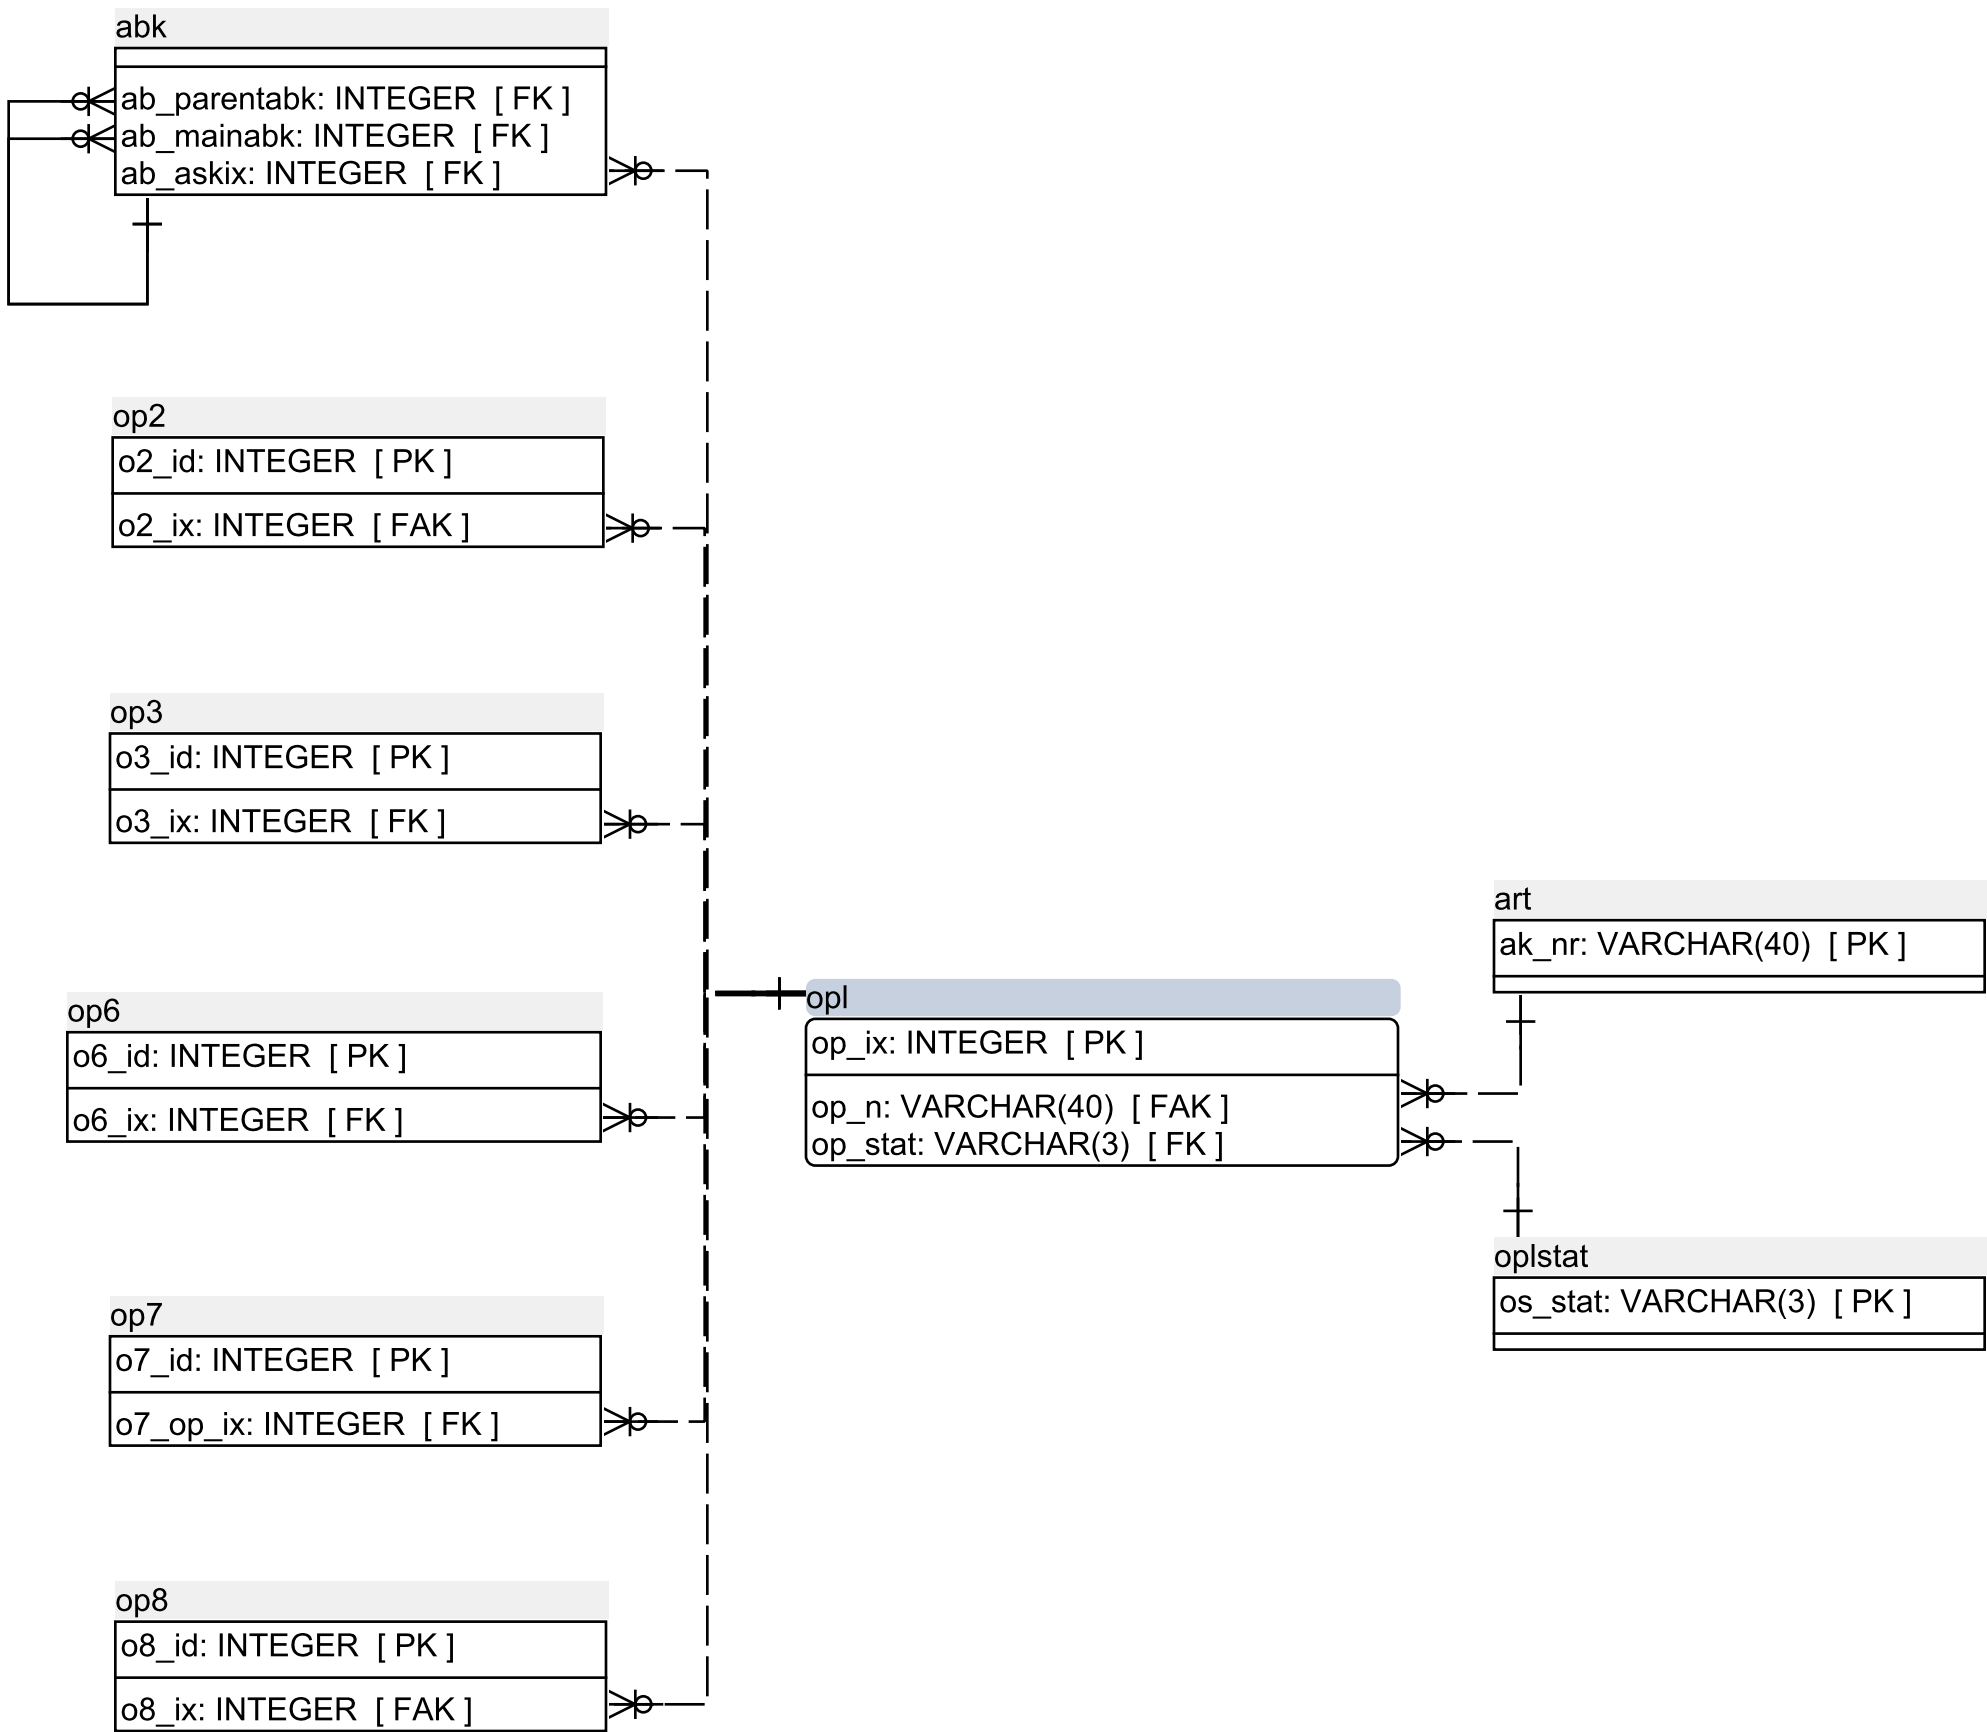 abk
ab_parentabk: INTEGER  [ FK ]
ab_mainabk: INTEGER  [ FK ]
ab_askix: INTEGER  [ FK ]
op2
o2_id: INTEGER  [ PK ]
o2_ix: INTEGER  [ FAK ]
op3
o3_id: INTEGER  [ PK ]
o3_ix: INTEGER  [ FK ]
op6
o6_id: INTEGER  [ PK ]
o6_ix: INTEGER  [ FK ]
op7
o7_id: INTEGER  [ PK ]
o7_op_ix: INTEGER  [ FK ]
op8
o8_id: INTEGER  [ PK ]
o8_ix: INTEGER  [ FAK ]
opl
op_ix: INTEGER  [ PK ]
op_n: VARCHAR(40)  [ FAK ]
op_stat: VARCHAR(3)  [ FK ]
art
ak_nr: VARCHAR(40)  [ PK ]
oplstat
os_stat: VARCHAR(3)  [ PK ]